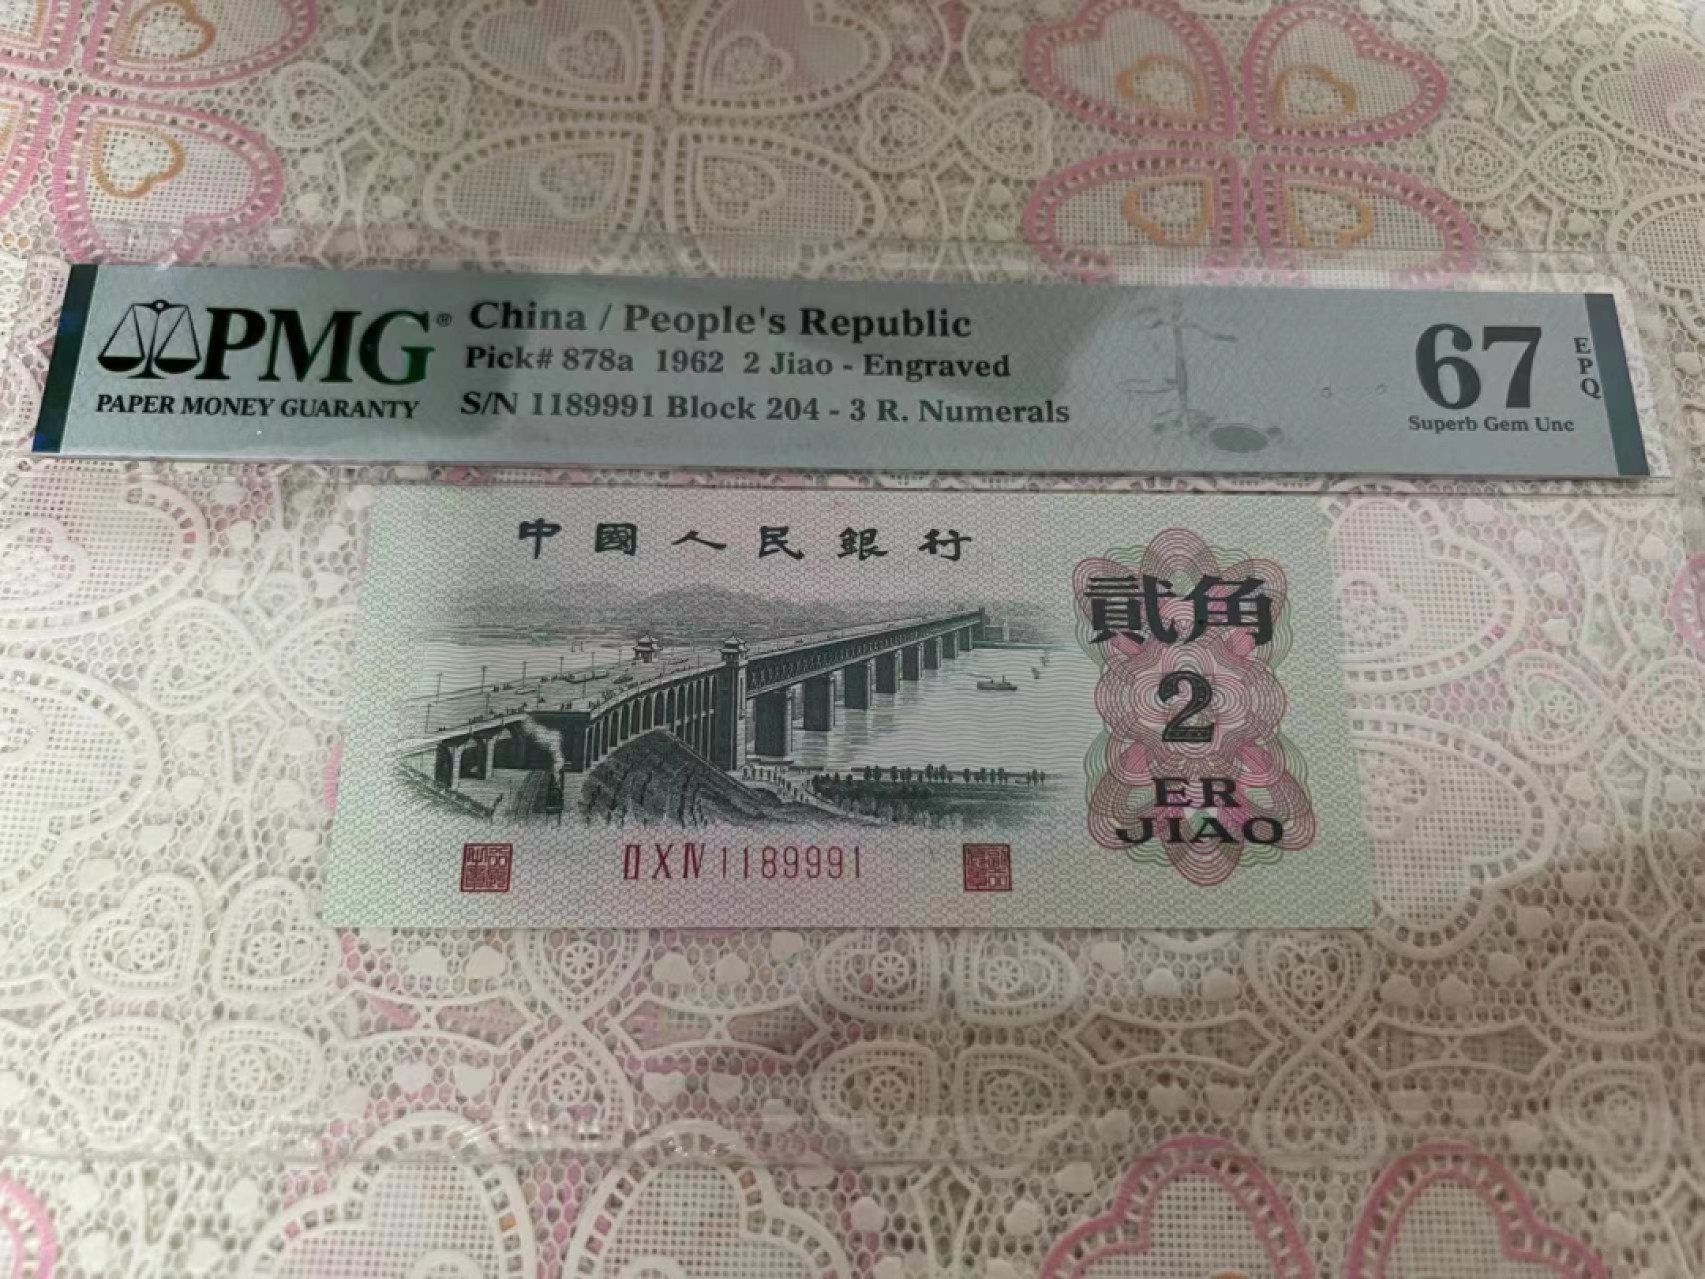 PMG®
PAPER MONEY GUARANTY
China / People's Republic
Pick# 878a 1962 2 Jiao - Engraved
S/N 1189991 Block 204 - 3 R. Numerals
67
EPQ
Superb Gem Unc
中國人民銀行
貳角
2
ER
JIAO
ⅡⅩⅣ 1189991